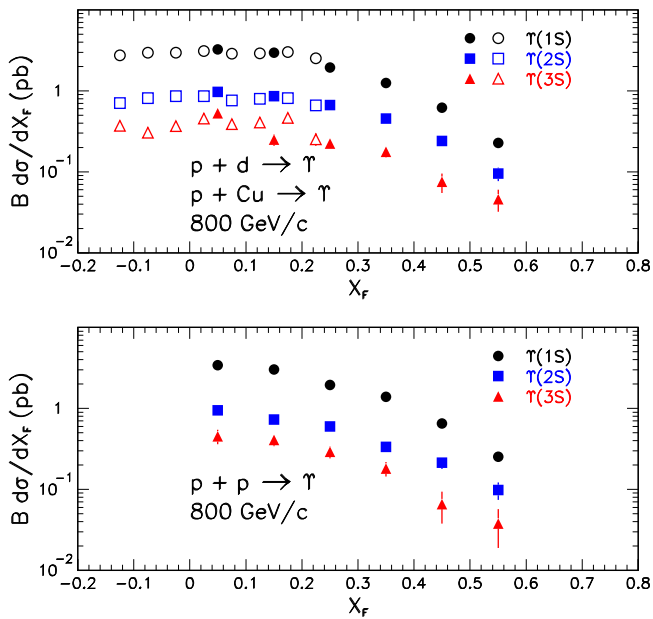 B dσ/dX_F (pb)
1
10^-1
10^-2
ϒ(1S)
ϒ(2S)
ϒ(3S)
p + d → ϒ
p + Cu → ϒ
800 GeV/c
-0.2 -0.1 0 0.1 0.2 0.3 0.4 0.5 0.6 0.7 0.8
X_F
B dσ/dX_F (pb)
1
10^-1
10^-2
ϒ(1S)
ϒ(2S)
ϒ(3S)
p + p → ϒ
800 GeV/c
-0.2 -0.1 0 0.1 0.2 0.3 0.4 0.5 0.6 0.7 0.8
X_F